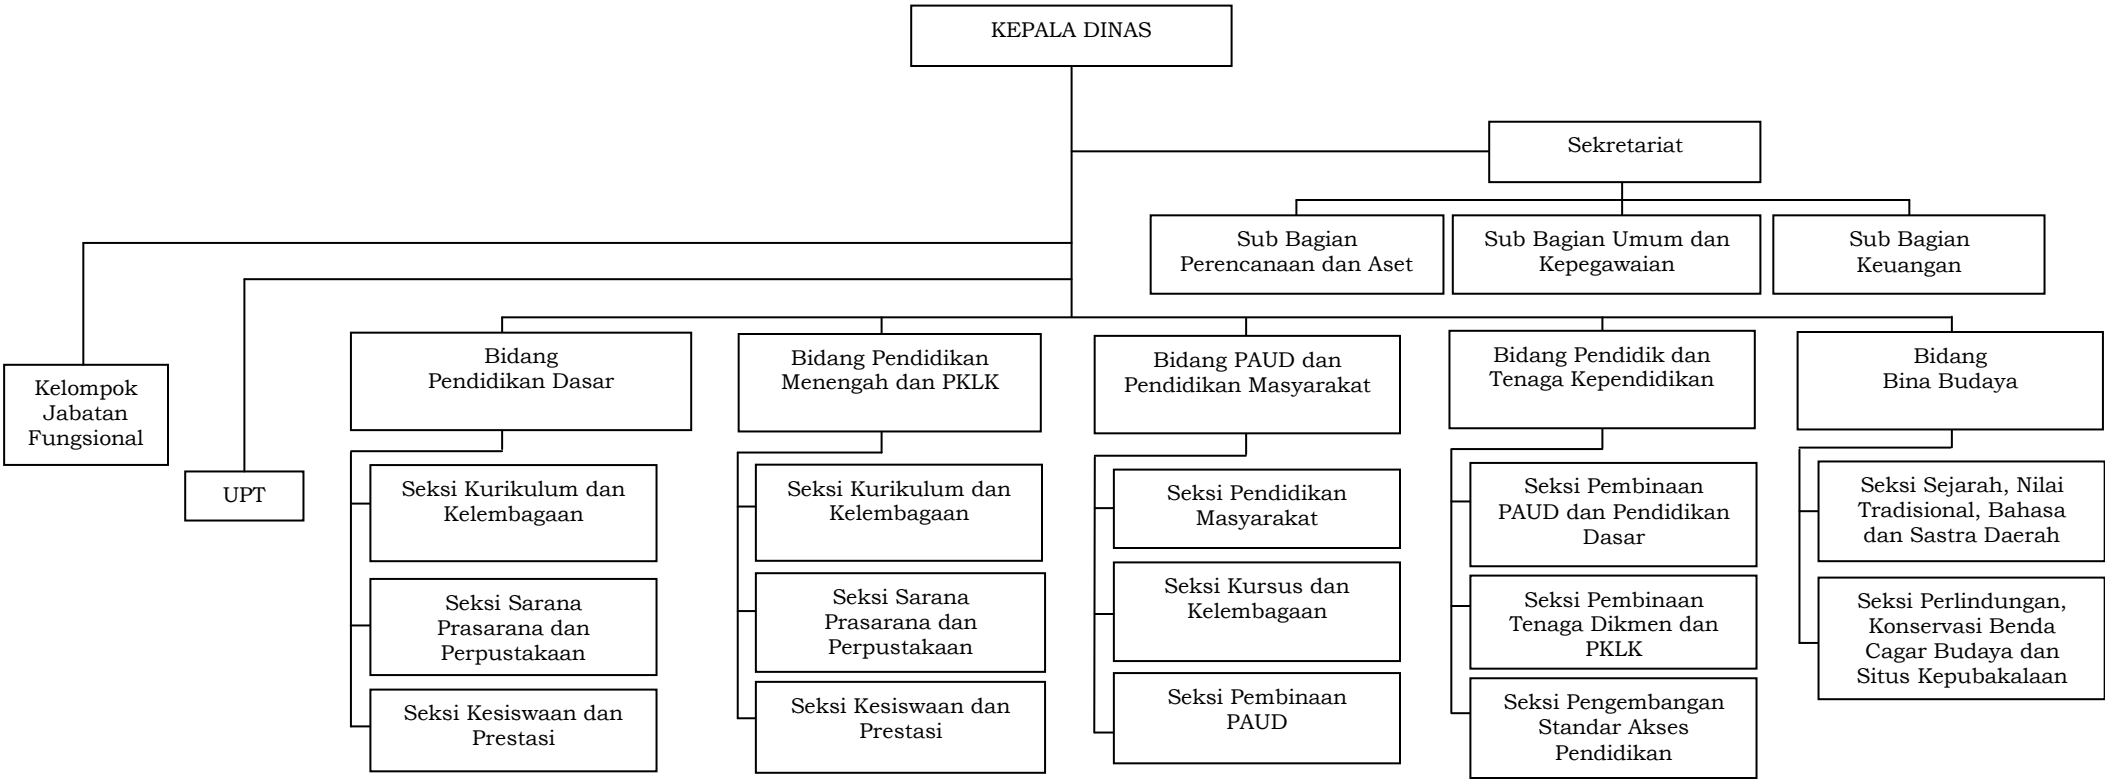 KEPALA DINAS
Sekretariat
Sub Bagian
Perencanaan dan Aset
Sub Bagian Umum dan
Kepegawaian
Sub Bagian
Keuangan
Kelompok
Jabatan
Fungsional
UPT
Bidang
Pendidikan Dasar
Seksi Kurikulum dan
Kelembagaan
Seksi Sarana
Prasarana dan
Perpustakaan
Seksi Kesiswaan dan
Prestasi
Bidang Pendidikan
Menengah dan PKLK
Seksi Kurikulum dan
Kelembagaan
Seksi Sarana
Prasarana dan
Perpustakaan
Seksi Kesiswaan dan
Prestasi
Bidang PAUD dan
Pendidikan Masyarakat
Seksi Pendidikan
Masyarakat
Seksi Kursus dan
Kelembagaan
Seksi Pembinaan
PAUD
Bidang Pendidik dan
Tenaga Kependidikan
Seksi Pembinaan
PAUD dan Pendidikan
Dasar
Seksi Pembinaan
Tenaga Dikmen dan
PKLK
Seksi Pengembangan
Standar Akses
Pendidikan
Bidang
Bina Budaya
Seksi Sejarah, Nilai
Tradisional, Bahasa
dan Sastra Daerah
Seksi Perlindungan,
Konservasi Benda
Cagar Budaya dan
Situs Kepubakalaan